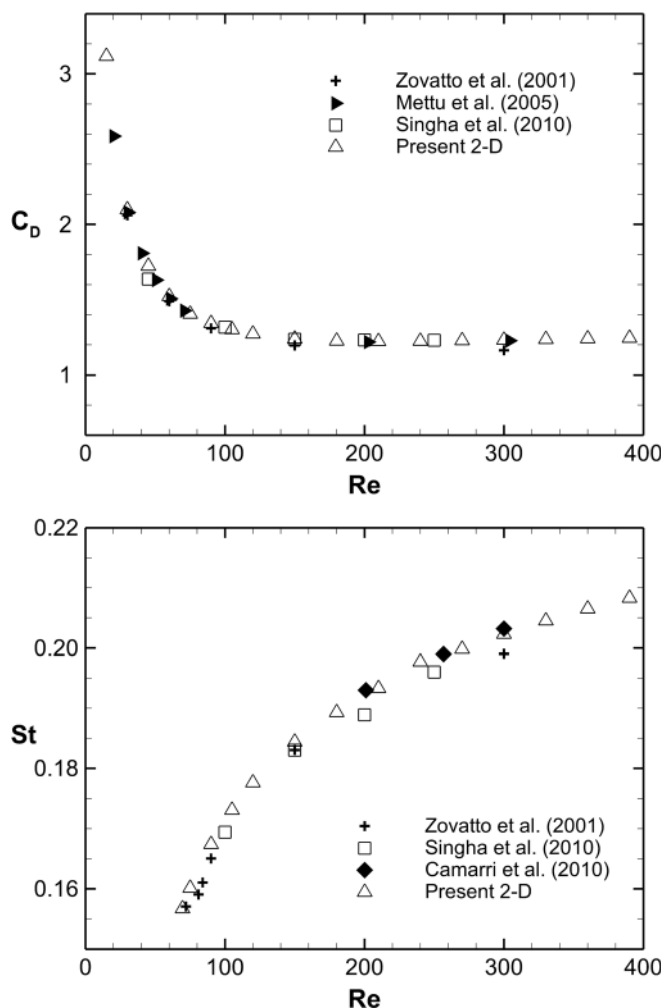 3
Zovatto et al. (2001)
Mettu et al. (2005)
Singha et al. (2010)
Present 2-D
C_D
2
1
0 100 200 300 400
Re
0.22
0.20
St
0.18
Zovatto et al. (2001)
Singha et al. (2010)
Camarri et al. (2010)
Present 2-D
0.16
0 100 200 300 400
Re